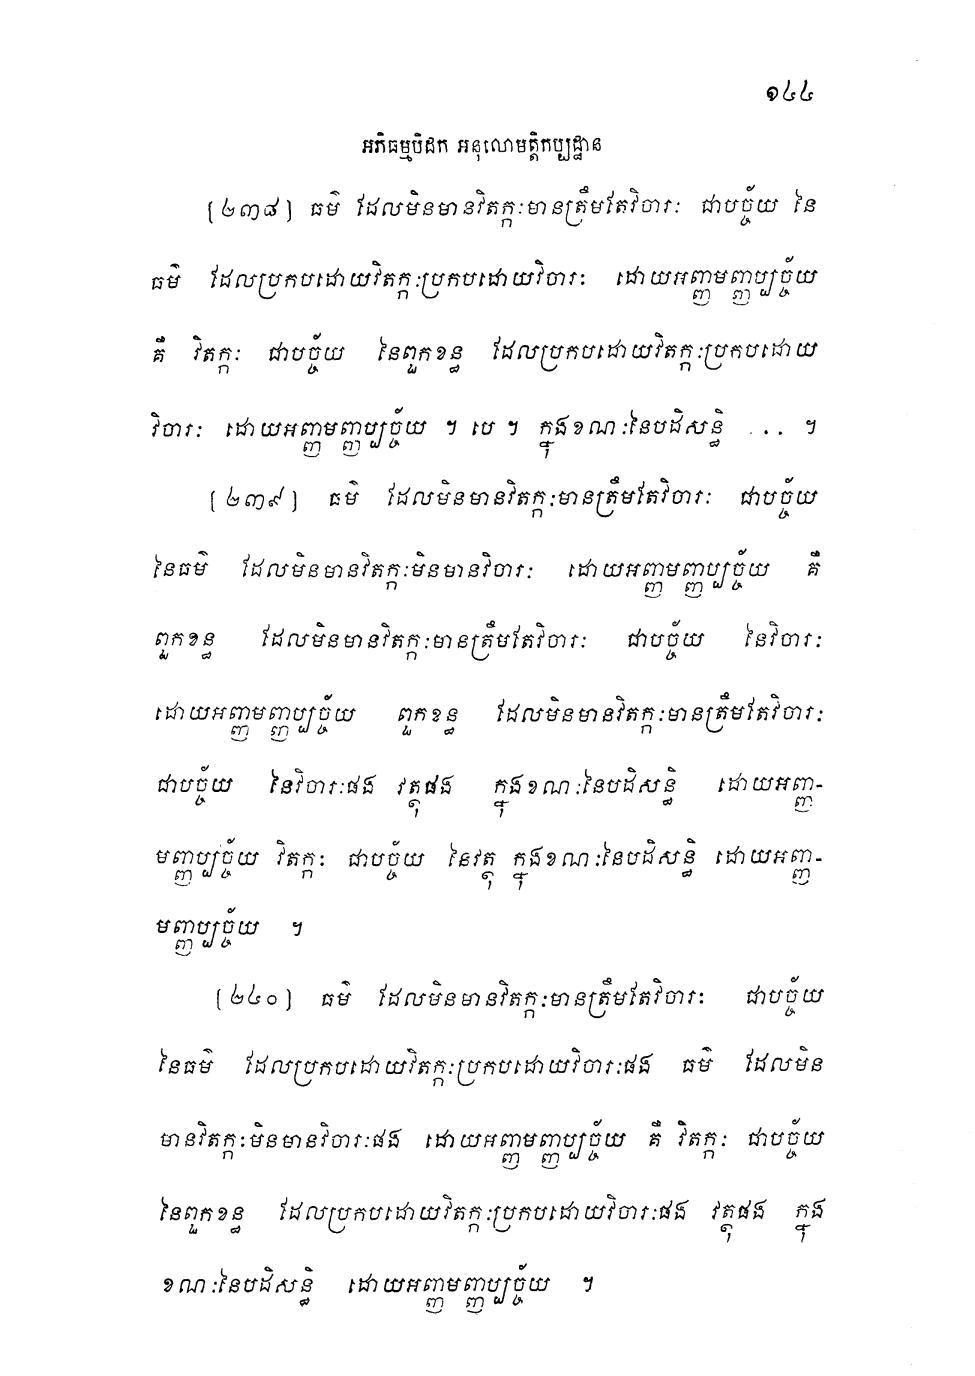 ១៤៤
អភិធម្មបិដក អនុលោមត្តិកប្បដ្ឋាន
[២៣៨] ធម៌ ដែលមិនមានវិតក្កៈមានត្រឹមតែវិចារៈ ជាបច្ច័យ នៃ
ធម៌ ដែលប្រកបដោយវិតក្កៈប្រកបដោយវិចារៈ ដោយអញ្ញមញ្ញប្បច្ច័យ
គឺ វិតក្កៈ ជាបច្ច័យ នៃពួកខន្ធ ដែលប្រកបដោយវិតក្កៈប្រកបដោយ
វិចារៈ ដោយអញ្ញមញ្ញប្បច្ច័យ ។ បេ ។ ក្នុងខណៈនៃបដិសន្ធិ ... ។
[២៣៩] ធម៌ ដែលមិនមានវិតក្កៈមានត្រឹមតែវិចារៈ ជាបច្ច័យ
នៃធម៌ ដែលមិនមានវិតក្កៈមិនមានវិចារៈ ដោយអញ្ញមញ្ញប្បច្ច័យ គឺ
ពួកខន្ធ ដែលមិនមានវិតក្កៈមានត្រឹមតែវិចារៈ ជាបច្ច័យ នៃវិចារៈ
ដោយអញ្ញមញ្ញប្បច្ច័យ ពួកខន្ធ ដែលមិនមានវិតក្កៈមានត្រឹមតែវិចារៈ
ជាបច្ច័យ នៃវិចារៈផង វត្ថុផង ក្នុងខណៈនៃបដិសន្ធិ ដោយអញ្ញ-
មញ្ញប្បច្ច័យ វិតក្កៈ ជាបច្ច័យ នៃវត្ថុ ក្នុងខណៈនៃបដិសន្ធិ ដោយអញ្ញ-
មញ្ញប្បច្ច័យ ។
[២៤០] ធម៌ ដែលមិនមានវិតក្កៈមានត្រឹមតែវិចារៈ ជាបច្ច័យ
នៃធម៌ ដែលប្រកបដោយវិតក្កៈប្រកបដោយវិចារៈផង ធម៌ ដែលមិន
មានវិតក្កៈមិនមានវិចារៈផង ដោយអញ្ញមញ្ញប្បច្ច័យ គឺ វិតក្កៈ ជាបច្ច័យ
នៃពួកខន្ធ ដែលប្រកបដោយវិតក្កៈប្រកបដោយវិចារៈផង វត្ថុផង ក្នុង
ខណៈនៃបដិសន្ធិ ដោយអញ្ញមញ្ញប្បច្ច័យ ។